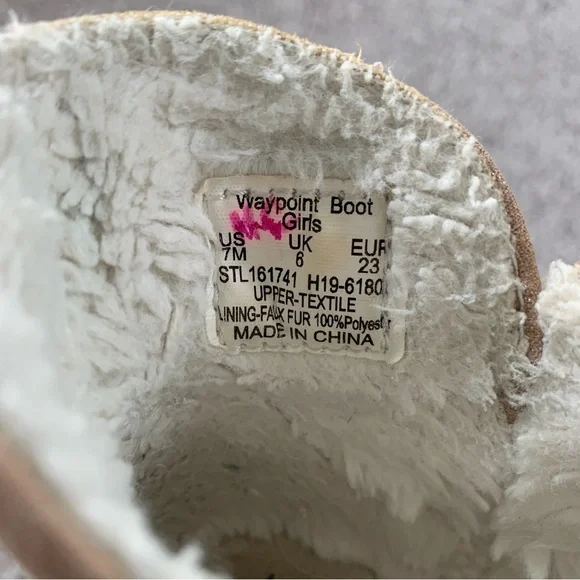 Waypoint Boot
Girls
US UK EUR
7M 6 23
STL161741 H19-6180
UPPER-TEXTILE
LINING-FAUX FUR 100%Polyester
MADE IN CHINA